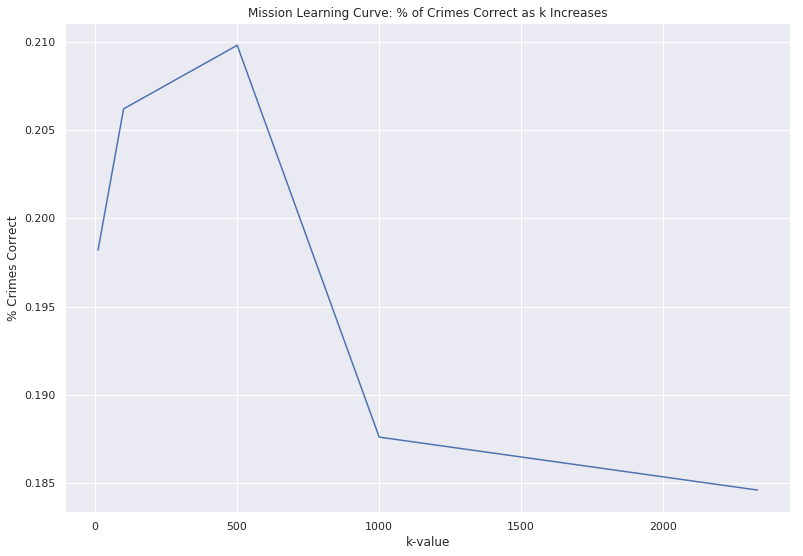 Mission Learning Curve: % of Crimes Correct as k Increases
0.210
0.205
0.200
0.195
0.190
0.185
% Crimes Correct
0 500 1000 1500 2000
k-value